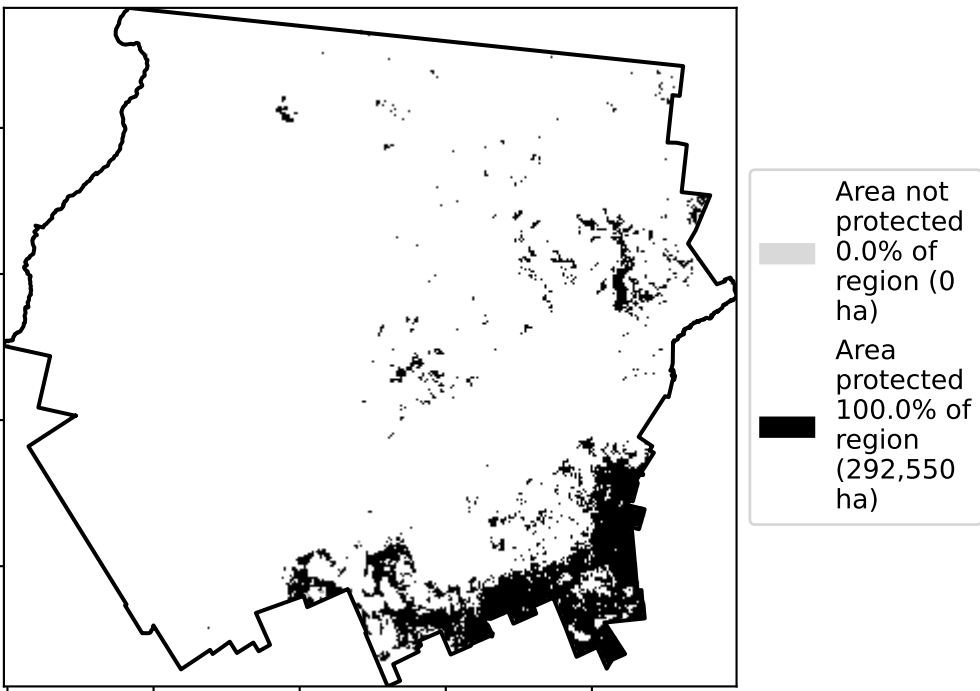 Area not
protected
0.0% of
region (0
ha)
Area
protected
100.0% of
region
(292,550
ha)